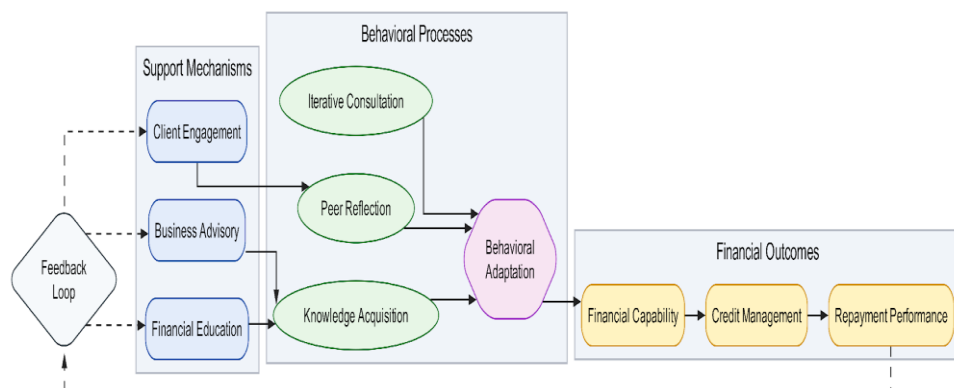 Behavioral Processes
Support Mechanisms
Iterative Consultation
Client Engagement
Peer Reflection
Business Advisory
Behavioral
Adaptation
Financial Outcomes
Feedback
Loop
Financial Education
Knowledge Acquisition
Financial Capability
Credit Management
Repayment Performance